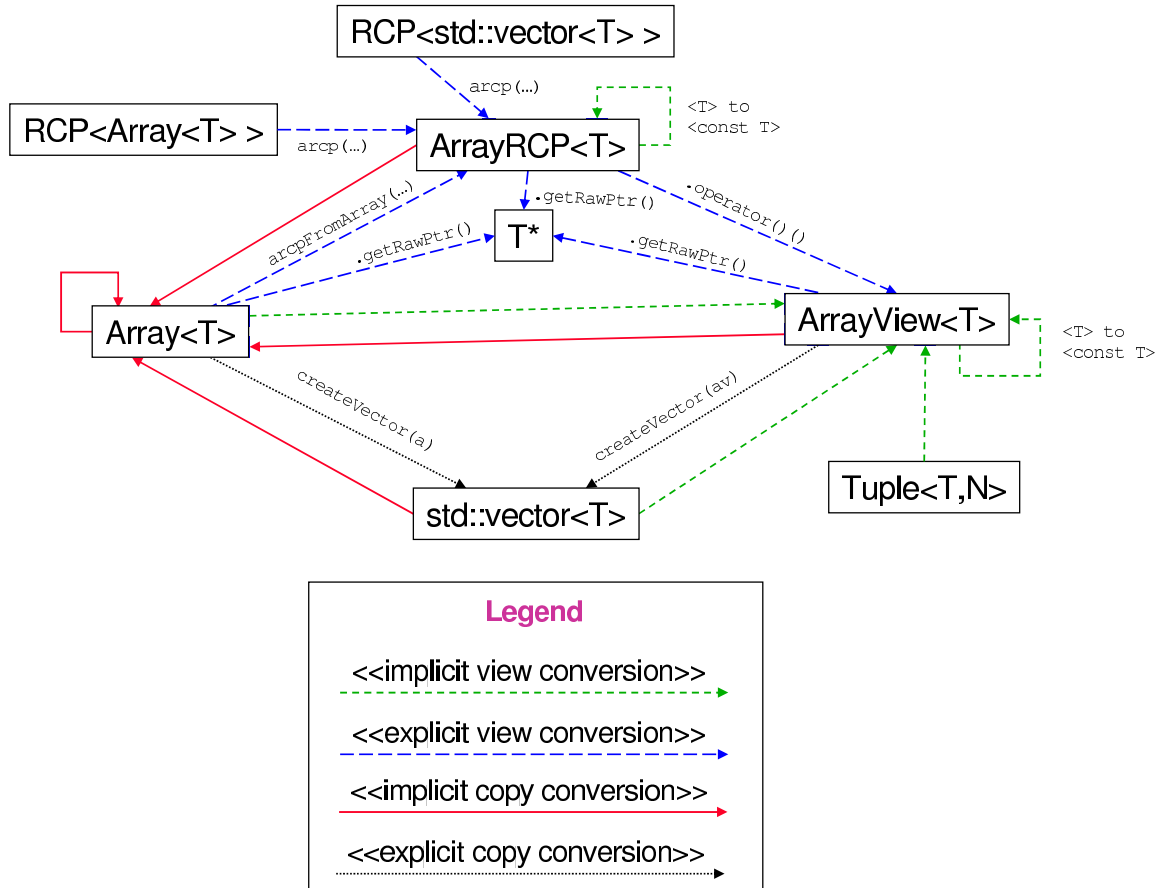 RCP<std::vector<T> >
arcp(…)
<T> to
<const T>
RCP<Array<T> >
arcp(…)
ArrayRCP<T>
arcpFromArray(…)
.getRawPtr()
.operator()()
T*
.getRawPtr()
.getRawPtr()
Array<T>
ArrayView<T>
<T> to
<const T>
createVector(a)
createVector(av)
Tuple<T,N>
std::vector<T>
Legend
<<implicit view conversion>>
<<explicit view conversion>>
<<implicit copy conversion>>
<<explicit copy conversion>>